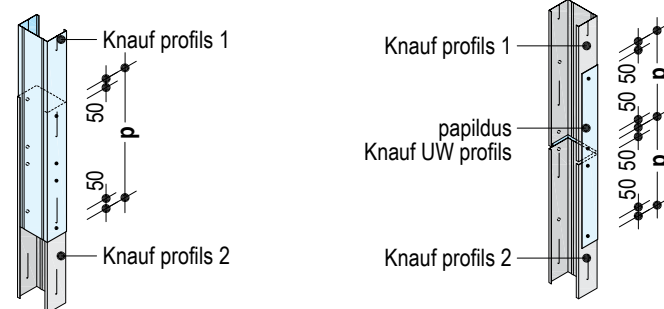 Knauf profils 1
50
p
50
Knauf profils 2
Knauf profils 1
papildus
Knauf UW profils
Knauf profils 2
50 50
p
50 50
p